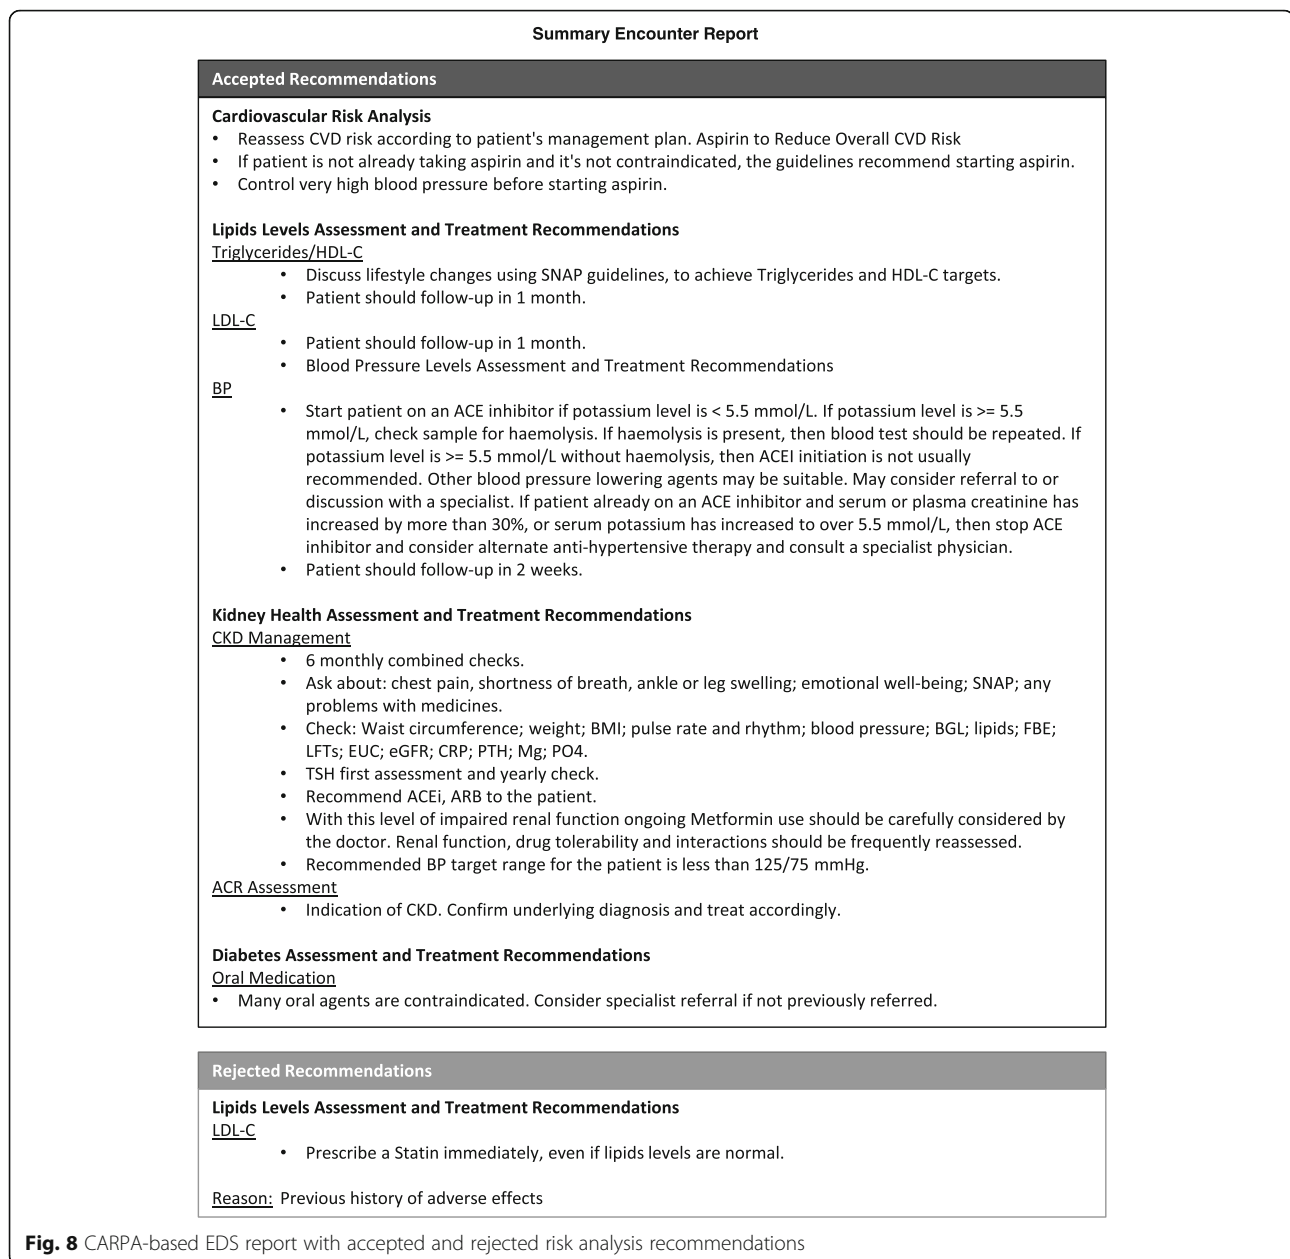 Summary Encounter Report
Accepted Recommendations
Cardiovascular Risk Analysis
• Reassess CVD risk according to patient's management plan. Aspirin to Reduce Overall CVD Risk
• If patient is not already taking aspirin and it's not contraindicated, the guidelines recommend starting aspirin.
• Control very high blood pressure before starting aspirin.
Lipids Levels Assessment and Treatment Recommendations
Triglycerides/HDL-C
• Discuss lifestyle changes using SNAP guidelines, to achieve Triglycerides and HDL-C targets.
• Patient should follow-up in 1 month.
LDL-C
• Patient should follow-up in 1 month.
• Blood Pressure Levels Assessment and Treatment Recommendations
BP
• Start patient on an ACE inhibitor if potassium level is < 5.5 mmol/L. If potassium level is >= 5.5
mmol/L, check sample for haemolysis. If haemolysis is present, then blood test should be repeated. If
potassium level is >= 5.5 mmol/L without haemolysis, then ACEI initiation is not usually
recommended. Other blood pressure lowering agents may be suitable. May consider referral to or
discussion with a specialist. If patient already on an ACE inhibitor and serum or plasma creatinine has
increased by more than 30%, or serum potassium has increased to over 5.5 mmol/L, then stop ACE
inhibitor and consider alternate anti-hypertensive therapy and consult a specialist physician.
• Patient should follow-up in 2 weeks.
Kidney Health Assessment and Treatment Recommendations
CKD Management
• 6 monthly combined checks.
• Ask about: chest pain, shortness of breath, ankle or leg swelling; emotional well-being; SNAP; any
problems with medicines.
• Check: Waist circumference; weight; BMI; pulse rate and rhythm; blood pressure; BGL; lipids; FBE;
LFTs; EUC; eGFR; CRP; PTH; Mg; PO4.
• TSH first assessment and yearly check.
• Recommend ACEi, ARB to the patient.
• With this level of impaired renal function ongoing Metformin use should be carefully considered by
the doctor. Renal function, drug tolerability and interactions should be frequently reassessed.
• Recommended BP target range for the patient is less than 125/75 mmHg.
ACR Assessment
• Indication of CKD. Confirm underlying diagnosis and treat accordingly.
Diabetes Assessment and Treatment Recommendations
Oral Medication
• Many oral agents are contraindicated. Consider specialist referral if not previously referred.
Rejected Recommendations
Lipids Levels Assessment and Treatment Recommendations
LDL-C
• Prescribe a Statin immediately, even if lipids levels are normal.
Reason: Previous history of adverse effects
Fig. 8 CARPA-based EDS report with accepted and rejected risk analysis recommendations